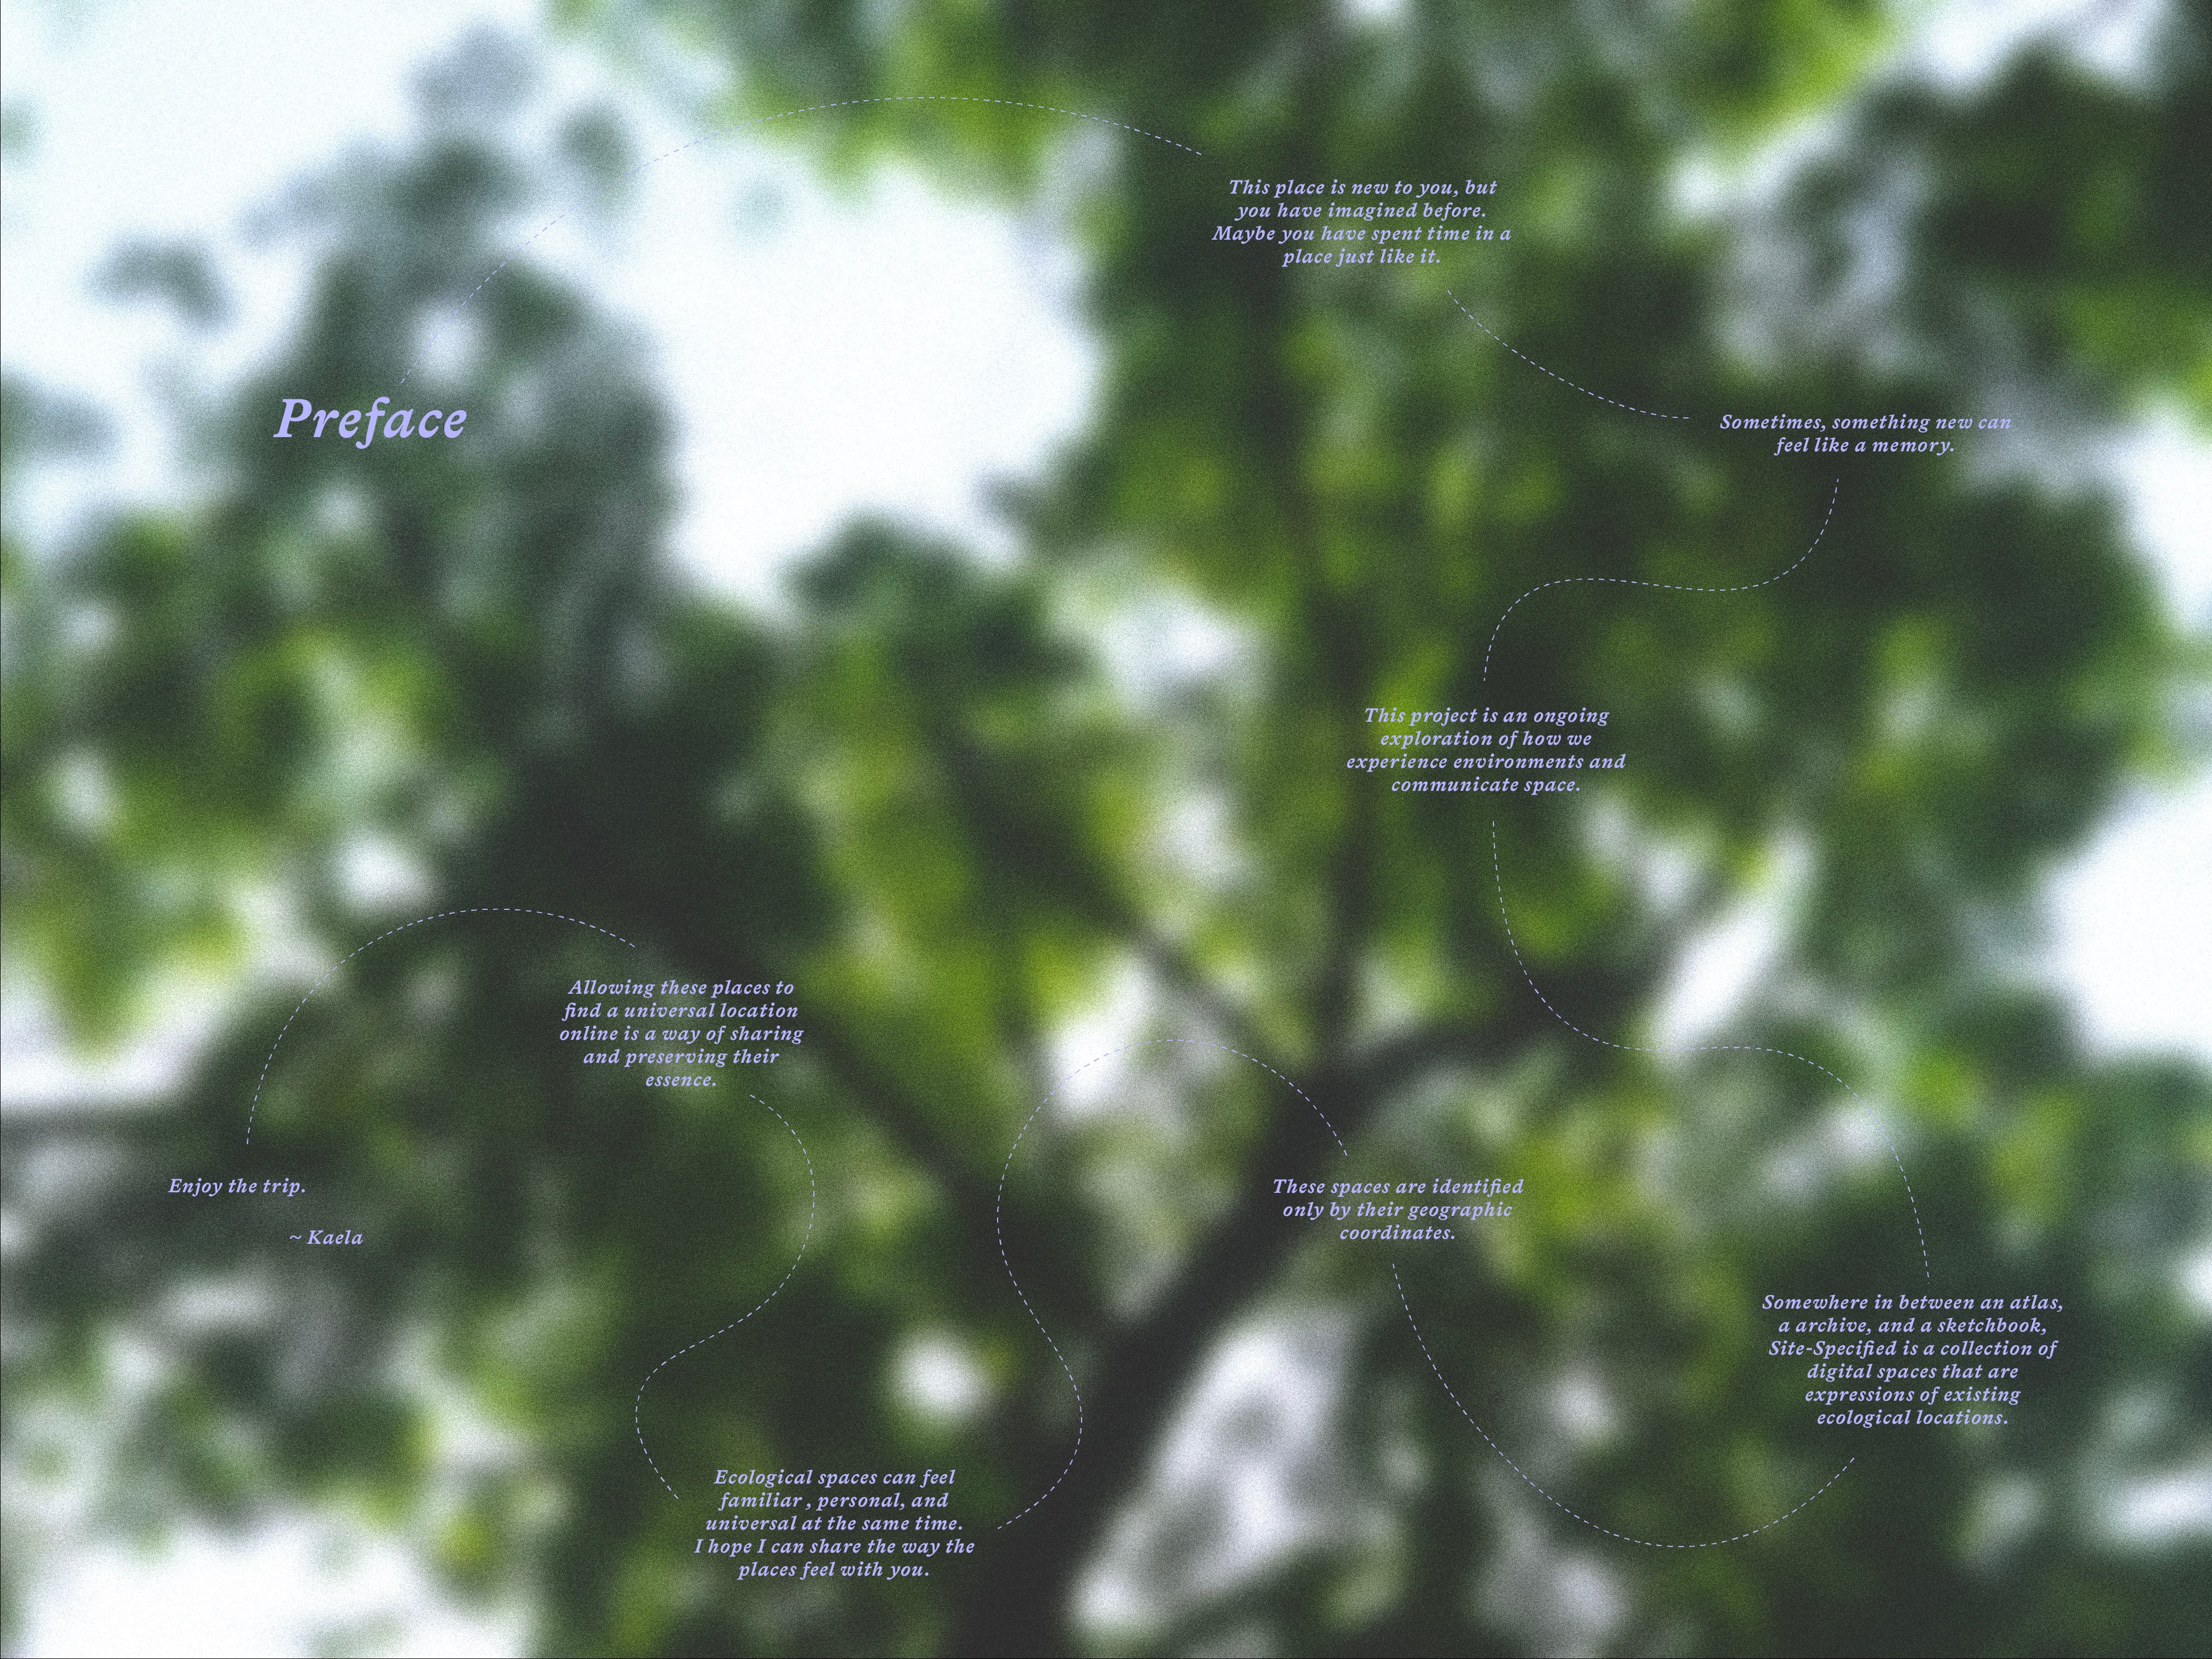 Preface
This place is new to you, but
you have imagined before.
Maybe you have spent time in a
place just like it.
Sometimes, something new can
feel like a memory.
This project is an ongoing
exploration of how we
experience environments and
communicate space.
Somewhere in between an atlas,
a archive, and a sketchbook,
Site-Specified is a collection of
digital spaces that are
expressions of existing
ecological locations.
These spaces are identified
only by their geographic
coordinates.
Ecological spaces can feel
familiar , personal, and
universal at the same time.
I hope I can share the way the
places feel with you.
Allowing these places to
find a universal location
online is a way of sharing
and preserving their
essence.
Enjoy the trip.
~ Kaela